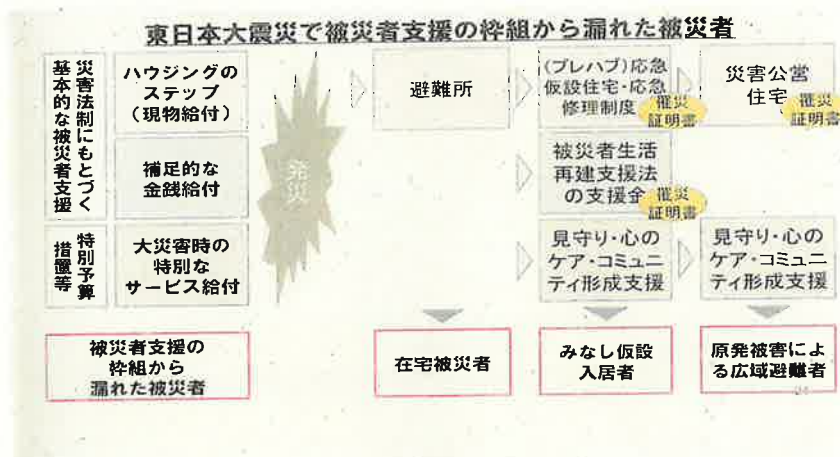 東日本大震災で被災者支援の枠組から漏れた被災者
災害法制にもとづく
基本的な被災者支援
ハウジングの
ステップ
(現物給付)
発災
避難所
(プレハブ)応急
仮設住宅・応急
修理制度
罹災
証明書
災害公営
住宅
罹災
証明書
補足的な
金銭給付
被災者生活
再建支援法
の支援金
罹災
証明書
特別予算
措置等
大災害時の
特別な
サービス給付
見守り・心の
ケア・コミュニ
ティ形成支援
見守り・心の
ケア・コミュニ
ティ形成支援
被災者支援の
枠組から
漏れた被災者
在宅被災者
みなし仮設
入居者
原発被害によ
る広域避難者